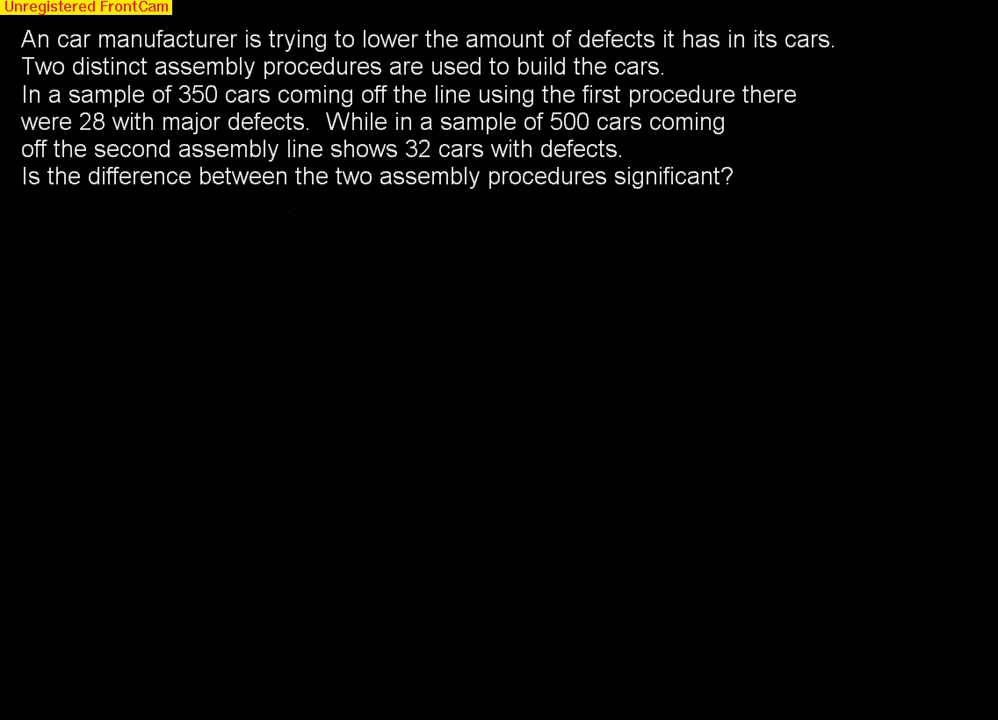 Unregistered FrontCam
An car manufacturer is trying to lower the amount of defects it has in its cars.
Two distinct assembly procedures are used to build the cars.
In a sample of 350 cars coming off the line using the first procedure there
were 28 with major defects.  While in a sample of 500 cars coming
off the second assembly line shows 32 cars with defects.
Is the difference between the two assembly procedures significant?